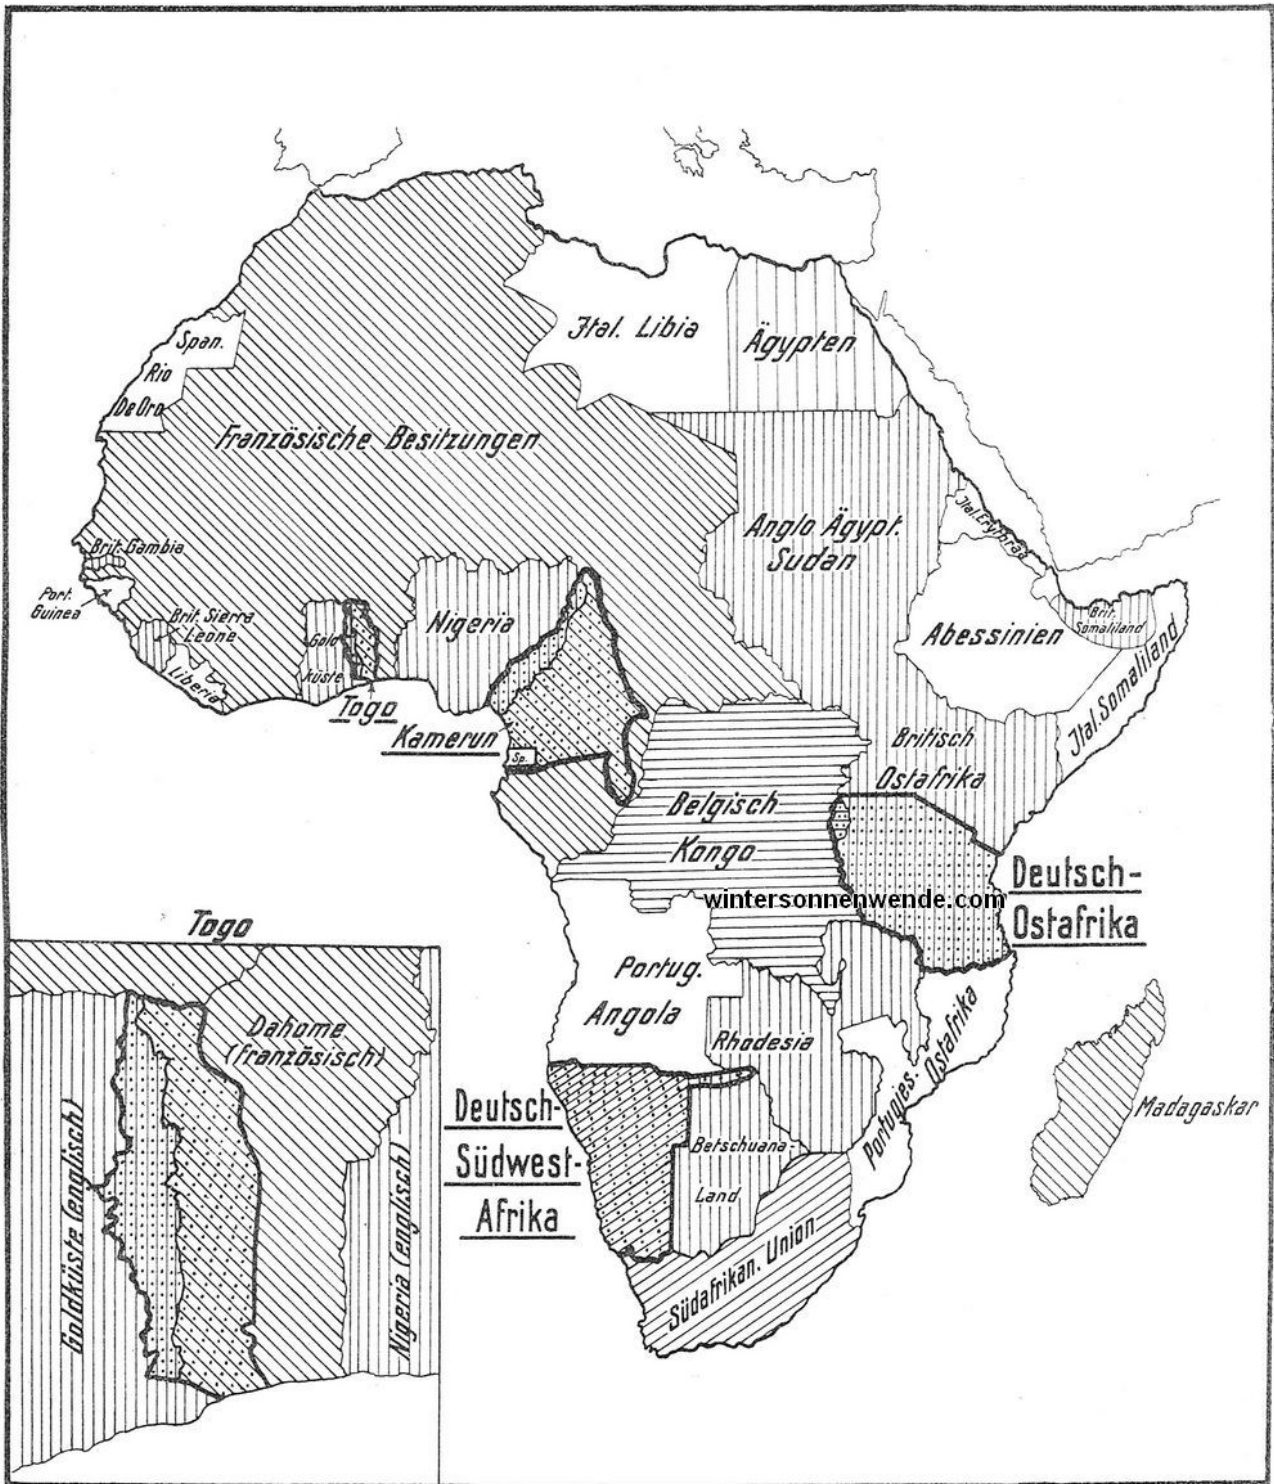 Span.
Rio
De Oro
Jtal. Libia
Ägypten
Französische Besitzungen
Brit. Gambia
Port.
Guinea
Brit. Sierra
Leone
Liberia
Gold
küste
Togo
Nigeria
Kamerun
Sp.
Anglo Ägypt.
Sudan
Jtal. Erythräa
Abessinien
Brit.
Somaliland
Jtal. Somaliland
Britisch
Ostafrika
Belgisch
Kongo
wintersonnenwende.com
Deutsch-
Ostafrika
Portug.
Angola
Rhodesia
Portugies.-
Ostafrika
Madagaskar
Deutsch-
Südwest-
Afrika
Betschuana-
Land
Südafrikan. Union
Togo
Dahome
(französisch)
Goldküste (englisch)
Nigeria (englisch)